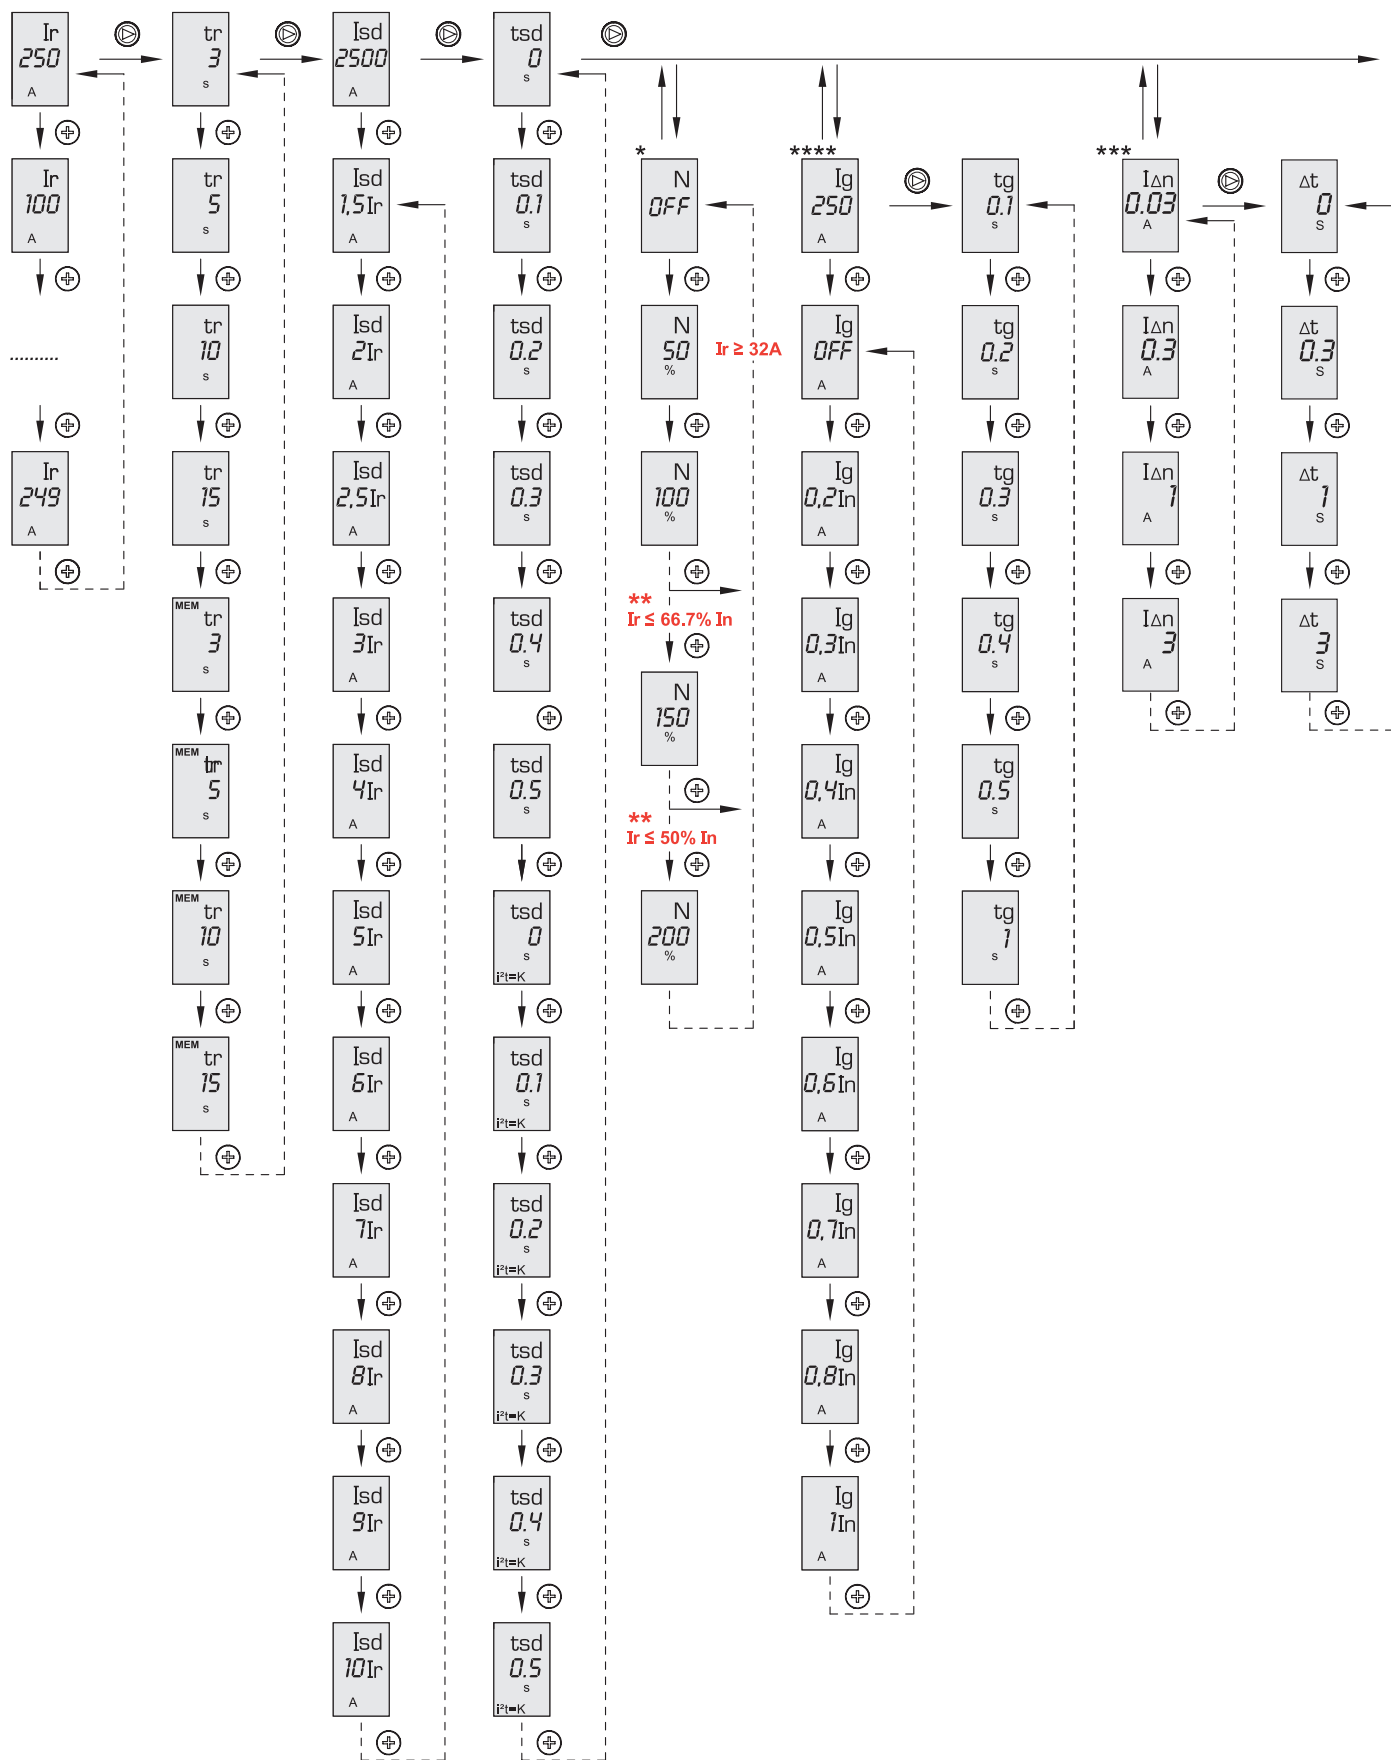 Ir
250
A
tr
3
s
Isd
2500
A
tsd
0
s
Ir
100
A
..........
Ir
249
A
tr
5
s
tr
10
s
tr
15
s
MEM
tr
3
s
MEM
tr
5
s
MEM
tr
10
s
MEM
tr
15
s
Isd
1,5Ir
A
Isd
2Ir
A
Isd
2,5Ir
A
Isd
3Ir
A
Isd
4Ir
A
Isd
5Ir
A
Isd
6Ir
A
Isd
7Ir
A
Isd
8Ir
A
Isd
9Ir
A
Isd
10Ir
A
tsd
0.1
s
tsd
0.2
s
tsd
0.3
s
tsd
0.4
s
tsd
0.5
s
tsd
0
s
i²t=K
tsd
0.1
s
i²t=K
tsd
0.2
s
i²t=K
tsd
0.3
s
i²t=K
tsd
0.4
s
i²t=K
tsd
0.5
s
i²t=K
*
N
OFF
N
50
%
Ir ≥ 32A
N
100
%
**
Ir ≤ 66.7% In
N
150
%
**
Ir ≤ 50% In
N
200
%
****
Ig
250
A
Ig
OFF
A
Ig
0,2In
A
Ig
0,3In
A
Ig
0,4In
A
Ig
0,5In
A
Ig
0,6In
A
Ig
0,7In
A
Ig
0,8In
A
Ig
1In
A
tg
0.1
s
tg
0.2
s
tg
0.3
s
tg
0.4
s
tg
0.5
s
tg
1
s
***
IΔn
0.03
A
IΔn
0.3
A
IΔn
1
A
IΔn
3
A
Δt
0
S
Δt
0.3
S
Δt
1
S
Δt
3
S